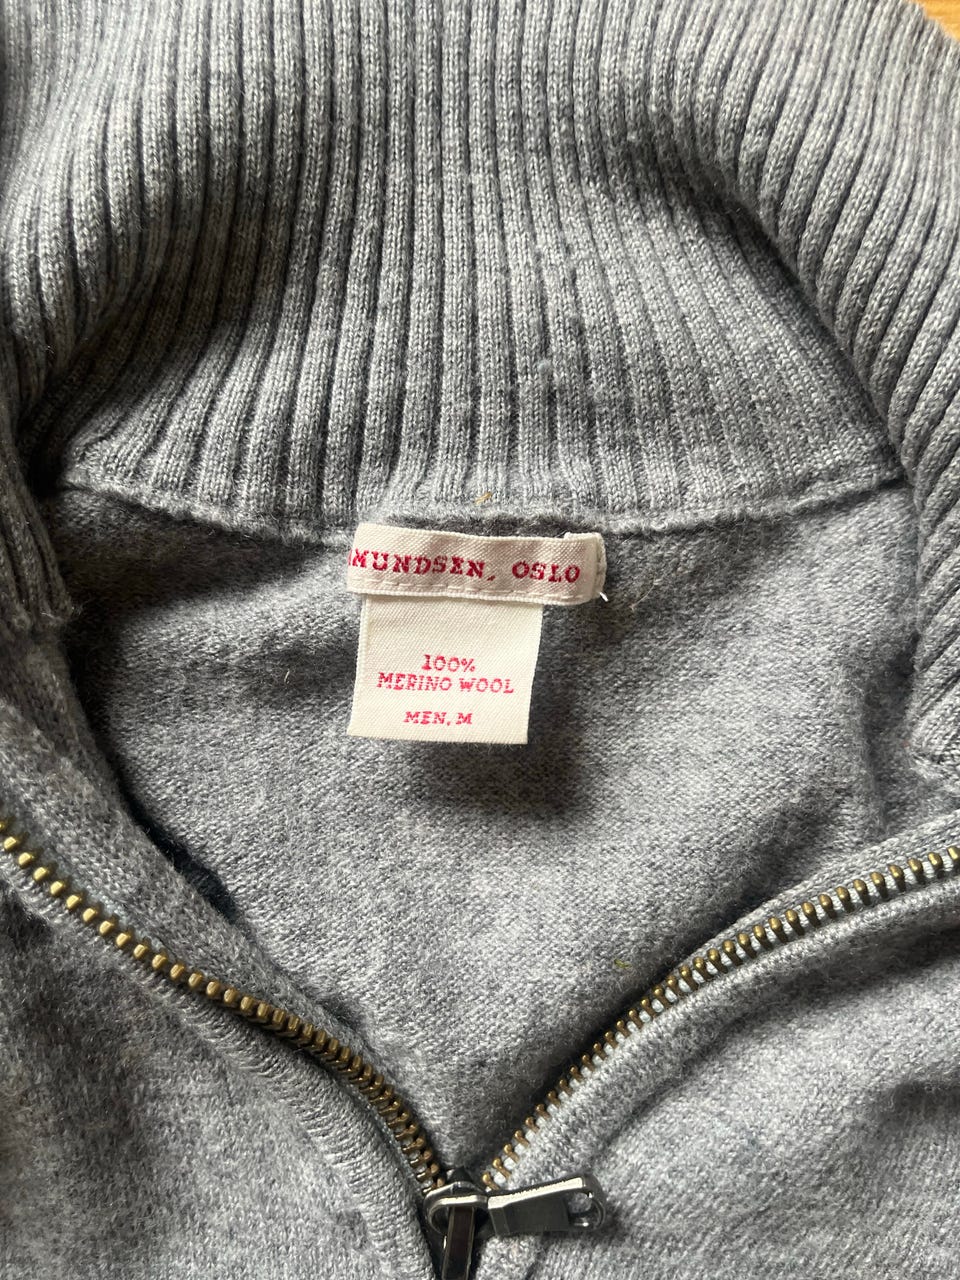 MUNDSEN, OSLO
100%
MERINO WOOL
MEN, M